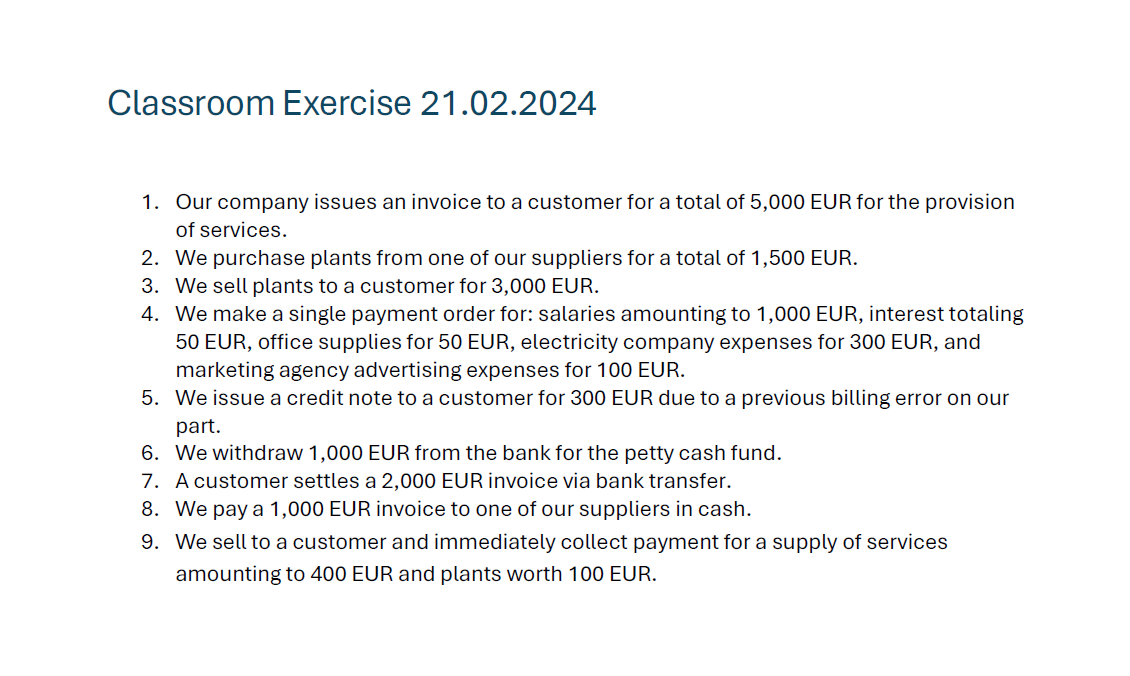 Classroom Exercise 21.02.2024
1. Our company issues an invoice to a customer for a total of 5,000 EUR for the provision
of services.
2. We purchase plants from one of our suppliers for a total of 1,500 EUR.
3. We sell plants to a customer for 3,000 EUR.
4. We make a single payment order for: salaries amounting to 1,000 EUR, interest totaling
50 EUR, office supplies for 50 EUR, electricity company expenses for 300 EUR, and
marketing agency advertising expenses for 100 EUR.
5. We issue a credit note to a customer for 300 EUR due to a previous billing error on our
part.
6. We withdraw 1,000 EUR from the bank for the petty cash fund.
7. A customer settles a 2,000 EUR invoice via bank transfer.
8. We pay a 1,000 EUR invoice to one of our suppliers in cash.
9. We sell to a customer and immediately collect payment for a supply of services
amounting to 400 EUR and plants worth 100 EUR.